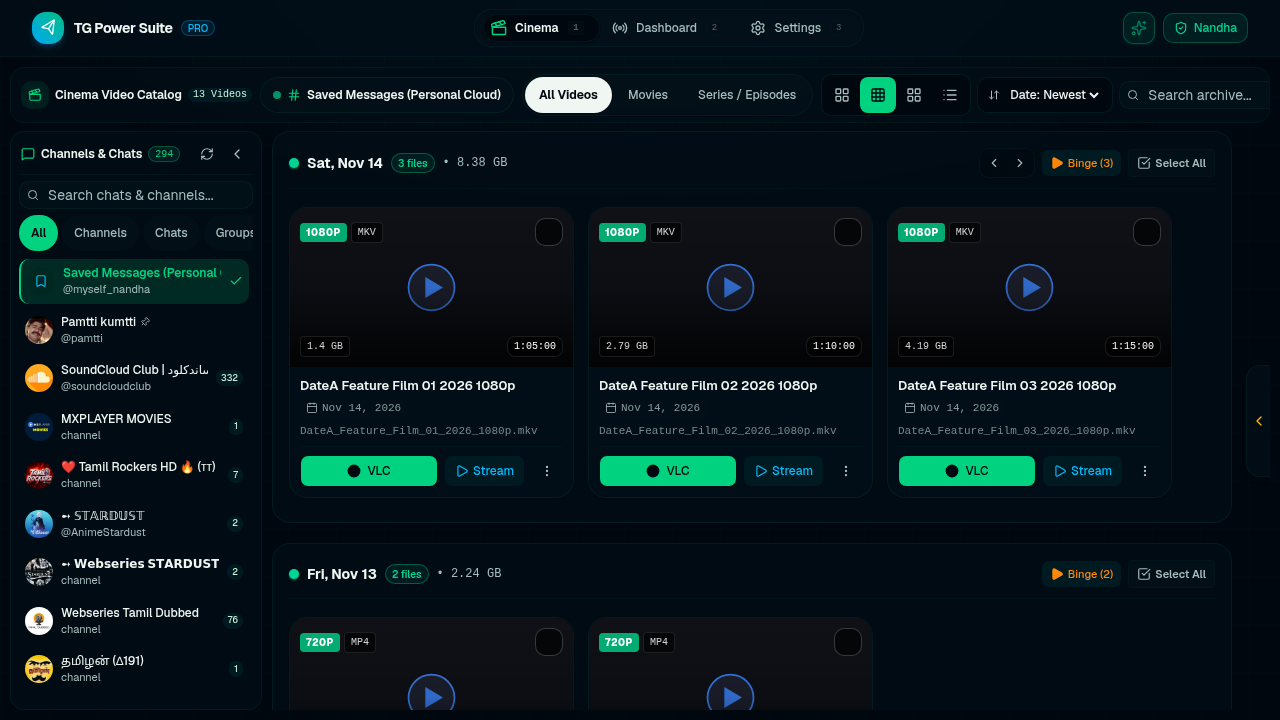 TG Power Suite PRO
Cinema 1 Dashboard 2 Settings 3
Nandha
Cinema Video Catalog 13 Videos
# Saved Messages (Personal Cloud)
All Videos Movies Series / Episodes
Date: Newest
Search archive...
Channels & Chats 294
Search chats & channels...
All Channels Chats Groups
Saved Messages (Personal
@myself_nandha
Pamtti kumtti
@pamtti
SoundCloud Club | ساندکلود
@soundcloudclub
332
MXPLAYER MOVIES
channel
1
❤️ Tamil Rockers HD 🔥 (тт)
channel
7
➻ 𝕊𝕋𝔸ℝ𝔻𝕌𝕊𝕋
@AnimeStardust
2
➻ Webseries STARDUST
channel
2
Webseries Tamil Dubbed
channel
76
தமிழன் (Δ191)
channel
1
Sat, Nov 14 3 files • 8.38 GB
Binge (3) Select All
1080P MKV
1.4 GB 1:05:00
DateA Feature Film 01 2026 1080p
Nov 14, 2026
DateA_Feature_Film_01_2026_1080p.mkv
VLC Stream
1080P MKV
2.79 GB 1:10:00
DateA Feature Film 02 2026 1080p
Nov 14, 2026
DateA_Feature_Film_02_2026_1080p.mkv
VLC Stream
1080P MKV
4.19 GB 1:15:00
DateA Feature Film 03 2026 1080p
Nov 14, 2026
DateA_Feature_Film_03_2026_1080p.mkv
VLC Stream
Fri, Nov 13 2 files • 2.24 GB
Binge (2) Select All
720P MP4
720P MP4